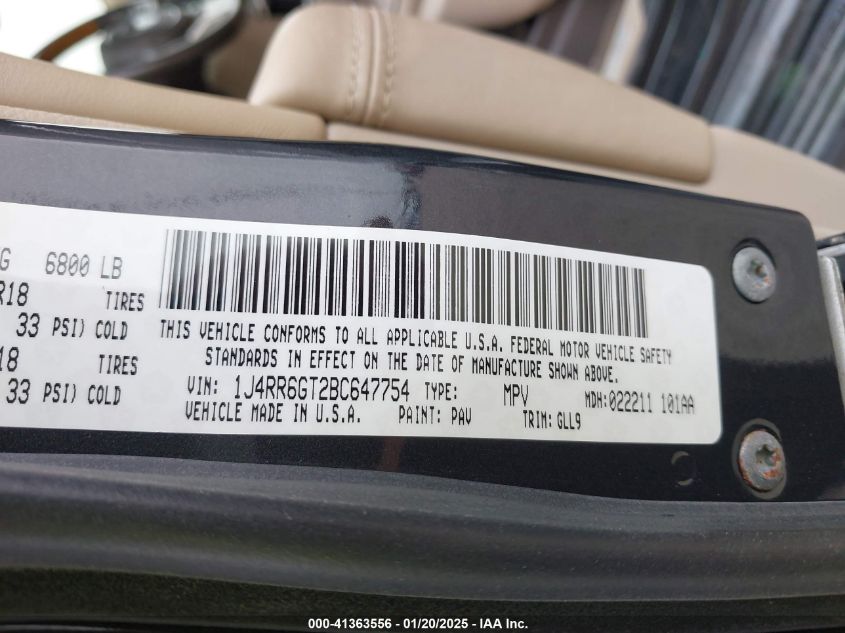 G 6800 LB
R18 TIRES
33 PSI) COLD
18 TIRES
33 PSI) COLD
THIS VEHICLE CONFORMS TO ALL APPLICABLE U.S.A. FEDERAL MOTOR VEHICLE SAFETY
STANDARDS IN EFFECT ON THE DATE OF MANUFACTURE SHOWN ABOVE.
VIN: 1J4RR6GT2BC647754 TYPE: MPV MDH:022211 101AA
VEHICLE MADE IN U.S.A. PAINT: PAV TRIM: GLL9
000-41363556 - 01/20/2025 - IAA Inc.